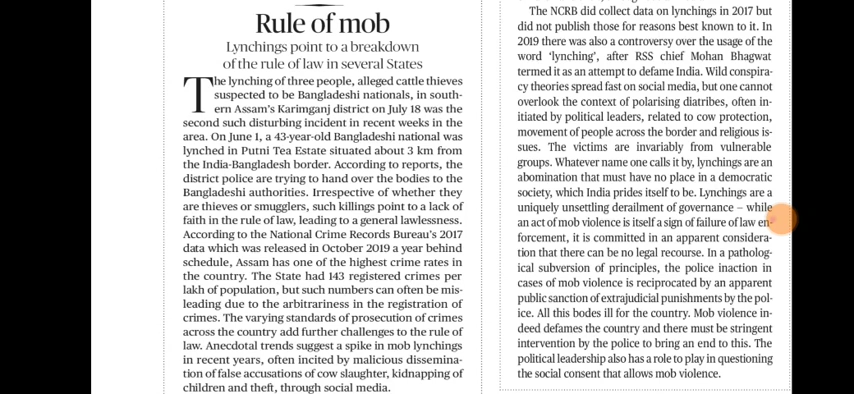 Rule of mob
Lynchings point to a breakdown
of the rule of law in several States
The lynching of three people, alleged cattle thieves
suspected to be Bangladeshi nationals, in south-
ern Assam's Karimganj district on July 18 was the
second such disturbing incident in recent weeks in the
area. On June 1, a 43-year-old Bangladeshi national was
lynched in Putni Tea Estate situated about 3 km from
the India-Bangladesh border. According to reports, the
district police are trying to hand over the bodies to the
Bangladeshi authorities. Irrespective of whether they
are thieves or smugglers, such killings point to a lack of
faith in the rule of law, leading to a general lawlessness.
According to the National Crime Records Bureau's 2017
data which was released in October 2019 a year behind
schedule, Assam has one of the highest crime rates in
the country. The State had 143 registered crimes per
lakh of population, but such numbers can often be mis-
leading due to the arbitrariness in the registration of
crimes. The varying standards of prosecution of crimes
across the country add further challenges to the rule of
law. Anecdotal trends suggest a spike in mob lynchings
in recent years, often incited by malicious dissemina-
tion of false accusations of cow slaughter, kidnapping of
children and theft, through social media.
The NCRB did collect data on lynchings in 2017 but
did not publish those for reasons best known to it. In
2019 there was also a controversy over the usage of the
word 'lynching', after RSS chief Mohan Bhagwat
termed it as an attempt to defame India. Wild conspira-
cy theories spread fast on social media, but one cannot
overlook the context of polarising diatribes, often in-
itiated by political leaders, related to cow protection,
movement of people across the border and religious is-
sues. The victims are invariably from vulnerable
groups. Whatever name one calls it by, lynchings are an
abomination that must have no place in a democratic
society, which India prides itself to be. Lynchings are a
uniquely unsettling derailment of governance – while
an act of mob violence is itself a sign of failure of law en-
forcement, it is committed in an apparent considera-
tion that there can be no legal recourse. In a patholog-
ical subversion of principles, the police inaction in
cases of mob violence is reciprocated by an apparent
public sanction of extrajudicial punishments by the pol-
ice. All this bodes ill for the country. Mob violence in-
deed defames the country and there must be stringent
intervention by the police to bring an end to this. The
political leadership also has a role to play in questioning
the social consent that allows mob violence.